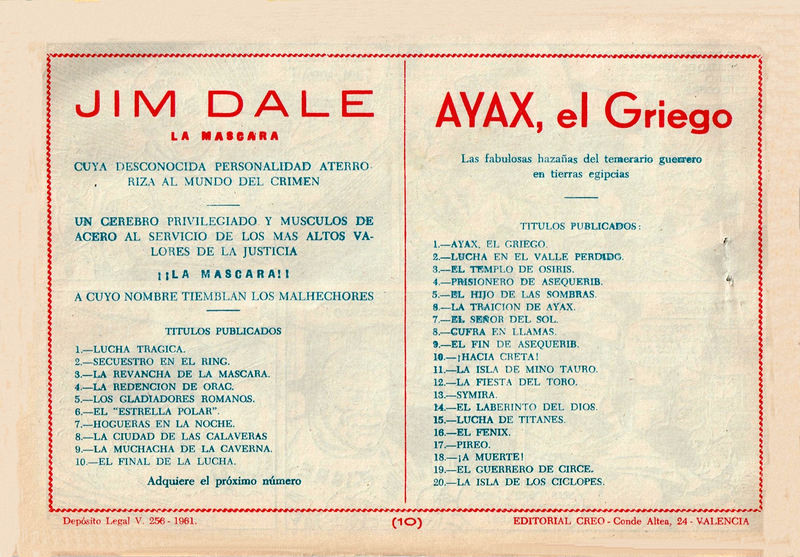 JIM DALE
LA MASCARA
CUYA DESCONOCIDA PERSONALIDAD ATERRO-
RIZA AL MUNDO DEL CRIMEN
UN CEREBRO PRIVILEGIADO Y MUSCULOS DE
ACERO AL SERVICIO DE LOS MAS ALTOS VA-
LORES DE LA JUSTICIA
¡¡LA MASCARA!!
A CUYO NOMBRE TIEMBLAN LOS MALHECHORES
TITULOS PUBLICADOS
1.—LUCHA TRAGICA.
2.—SECUESTRO EN EL RING.
3.—LA REVANCHA DE LA MASCARA.
4.—LA REDENCION DE ORAC.
5.—LOS GLADIADORES ROMANOS.
6.—EL "ESTRELLA POLAR".
7.—HOGUERAS EN LA NOCHE.
8.—LA CIUDAD DE LAS CALAVERAS
9.—LA MUCHACHA DE LA CAVERNA.
10.—EL FINAL DE LA LUCHA.
Adquiere el próximo número
AYAX, el Griego
Las fabulosas hazañas del temerario guerrero
en tierras egipcias
TITULOS PUBLICADOS:
1.—AYAX, EL GRIEGO.
2.—LUCHA EN EL VALLE PERDIDO.
3.—EL TEMPLO DE OSIRIS.
4.—PRISIONERO DE ASEQUERIB.
5.—EL HIJO DE LAS SOMBRAS.
8.—LA TRAICION DE AYAX.
7.—EL SEÑOR DEL SOL.
8.—CUFRA EN LLAMAS.
9.—EL FIN DE ASEQUERIB.
10.—¡HACIA CRETA!
11.—LA ISLA DE MINO TAURO.
12.—LA FIESTA DEL TORO.
13.—SYMIRA.
14.—EL LABERINTO DEL DIOS.
15.—LUCHA DE TITANES.
16.—EL FENIX.
17.—PIREO.
18.—¡A MUERTE!
19.—EL GUERRERO DE CIRCE.
20.—LA ISLA DE LOS CICLOPES.
Depósito Legal V. 256 - 1961.
(10)
EDITORIAL CREO - Conde Altea, 24 - VALENCIA